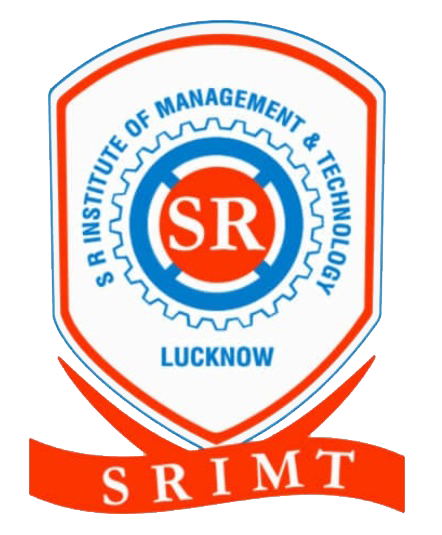 S R INSTITUTE OF MANAGEMENT & TECHNOLOGY
SR
LUCKNOW
SRIMT